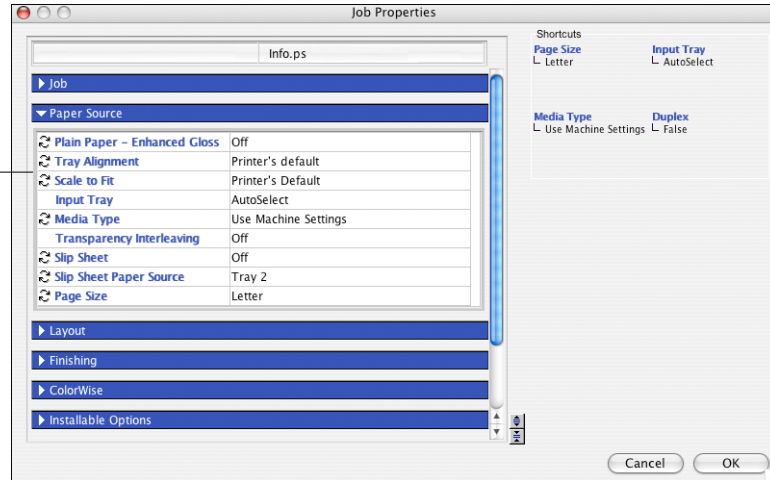 Job Properties
Info.ps
Job
Paper Source
Plain Paper – Enhanced Gloss Off
Tray Alignment Printer's default
Scale to Fit Printer's Default
Input Tray AutoSelect
Media Type Use Machine Settings
Transparency Interleaving Off
Slip Sheet Off
Slip Sheet Paper Source Tray 2
Page Size Letter
Layout
Finishing
ColorWise
Installable Options
Shortcuts
Page Size Input Tray
Letter AutoSelect
Media Type Duplex
Use Machine Settings False
Cancel OK